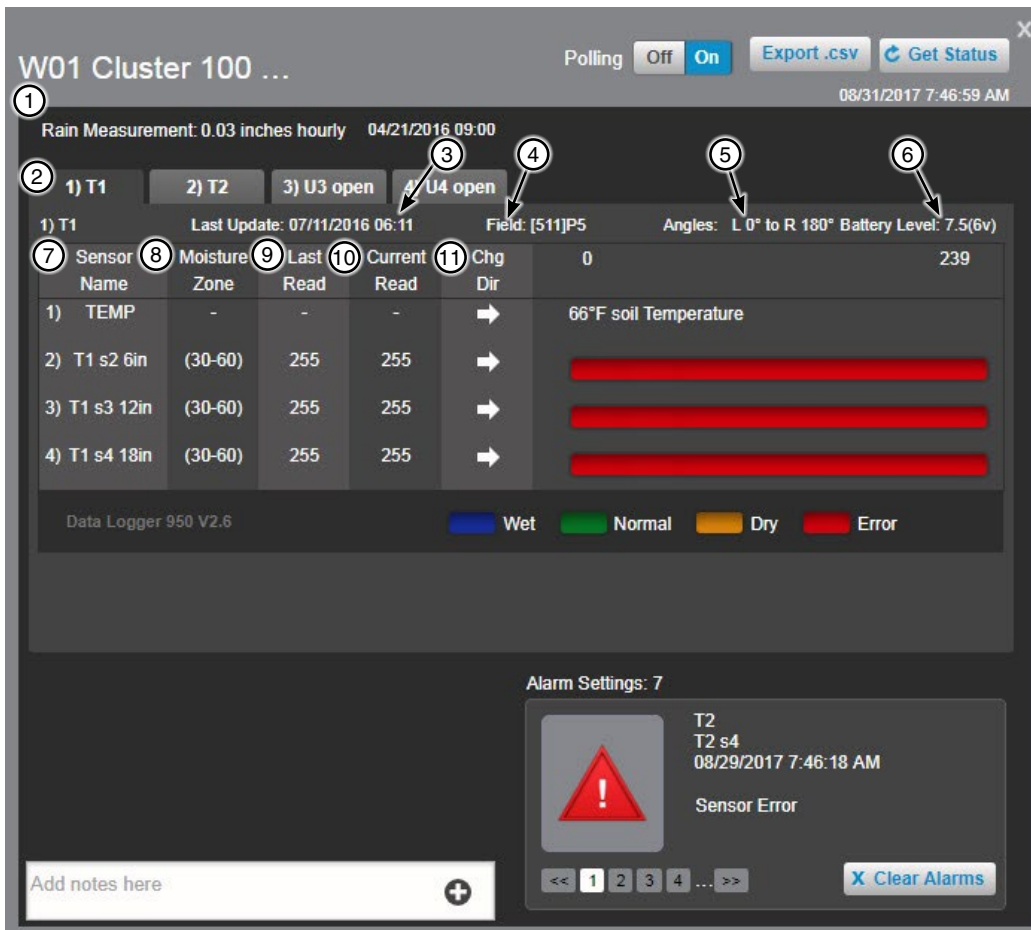 X
W01 Cluster 100 ...
Polling Off On Export .csv Get Status
08/31/2017 7:46:59 AM
1
Rain Measurement: 0.03 inches hourly 04/21/2016 09:00
2 3 4 5 6
1) T1 2) T2 3) U3 open 4) U4 open
1) T1 Last Update: 07/11/2016 06:11 Field: [511]P5 Angles: L 0° to R 180° Battery Level: 7.5(6v)
7 Sensor 8 Moisture 9 Last 10 Current 11 Chg 0 239
Name Zone Read Read Dir
1) TEMP - - - 66°F soil Temperature
2) T1 s2 6in (30-60) 255 255
3) T1 s3 12in (30-60) 255 255
4) T1 s4 18in (30-60) 255 255
Data Logger 950 V2.6 Wet Normal Dry Error
Alarm Settings: 7
T2
T2 s4
08/29/2017 7:46:18 AM
!
Sensor Error
Add notes here
<< 1 2 3 4 ... >> X Clear Alarms